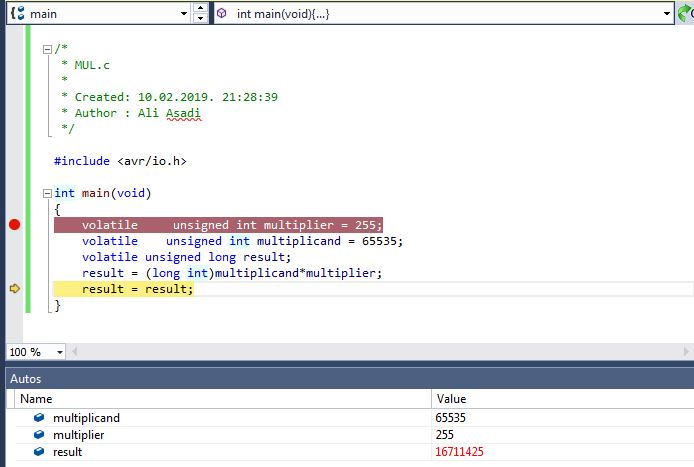 main
int main(void){...}
/*
 * MUL.c
 *
 * Created: 10.02.2019. 21:28:39
 * Author : Ali Asadi
 */
#include <avr/io.h>
int main(void)
{
    volatile    unsigned int multiplier = 255;
    volatile    unsigned int multiplicand = 65535;
    volatile unsigned long result;
    result = (long int)multiplicand*multiplier;
    result = result;
}
100 %
Autos
Name Value
multiplicand 65535
multiplier 255
result 16711425